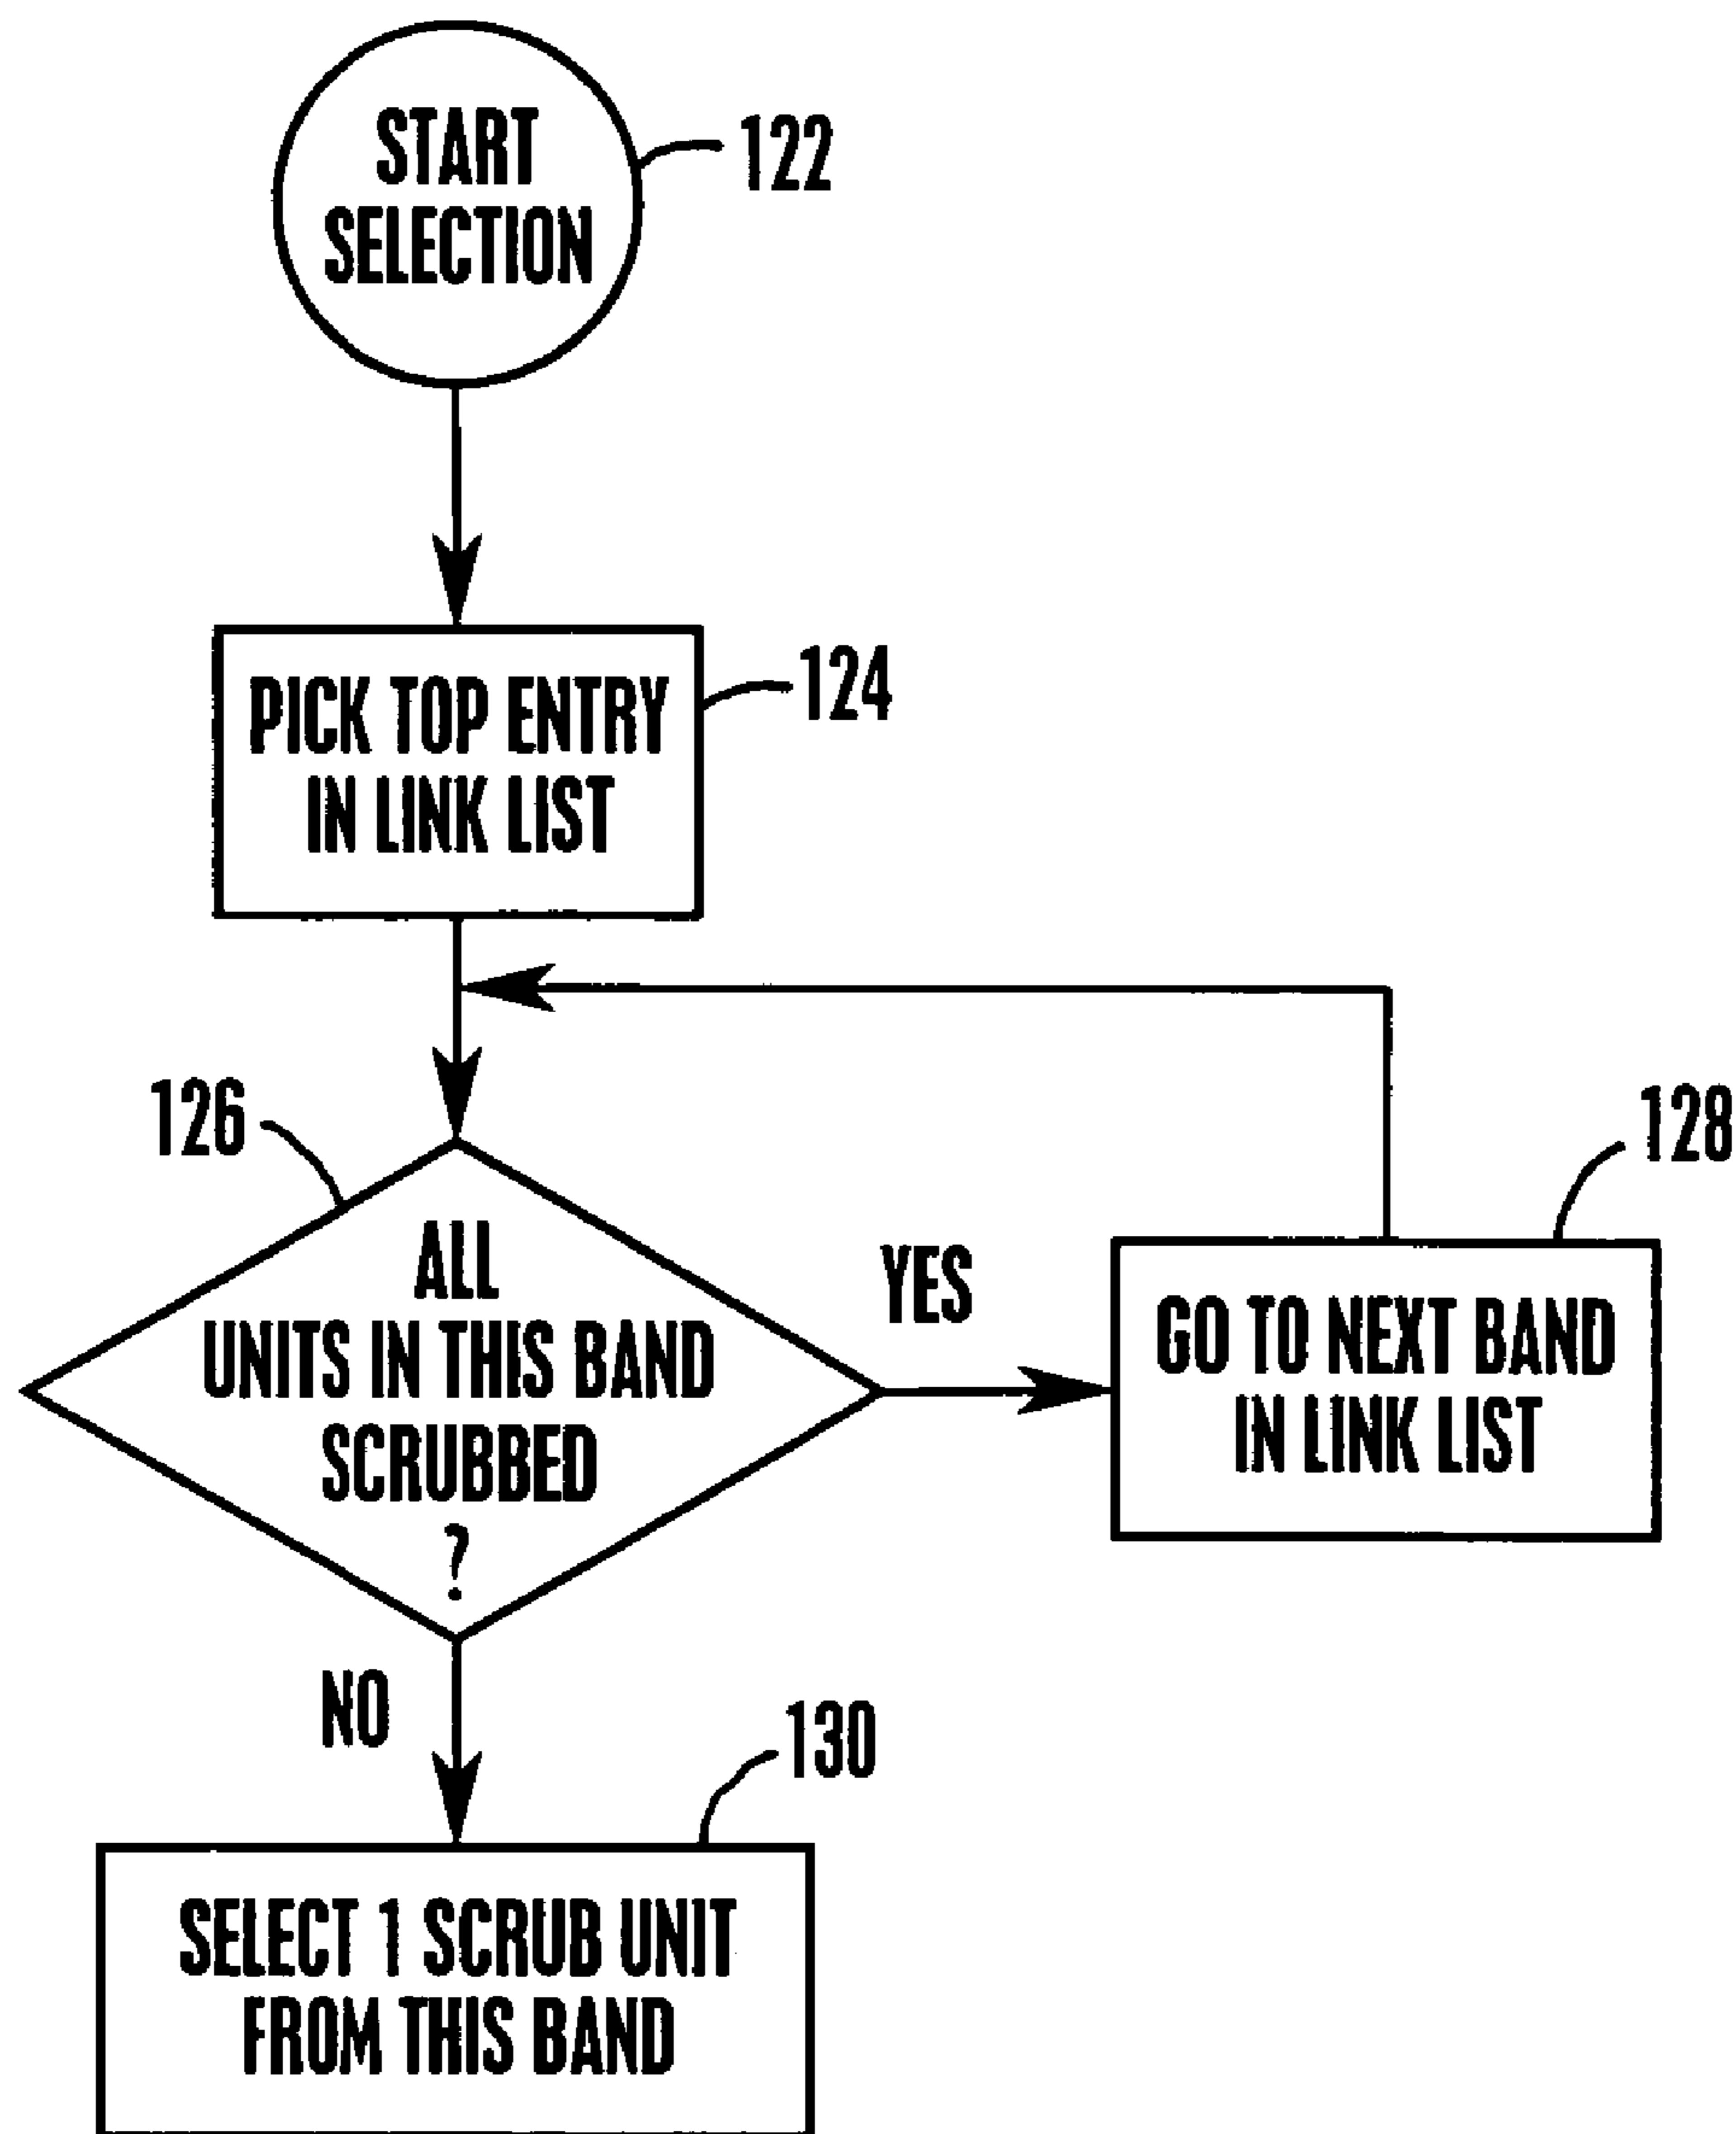 START
SELECTION
122
PICK TOP ENTRY
IN LINK LIST
124
126
ALL
UNITS IN THIS BAND
SCRUBBED
?
YES
128
GO TO NEXT BAND
IN LINK LIST
NO
130
SELECT 1 SCRUB UNIT
FROM THIS BAND